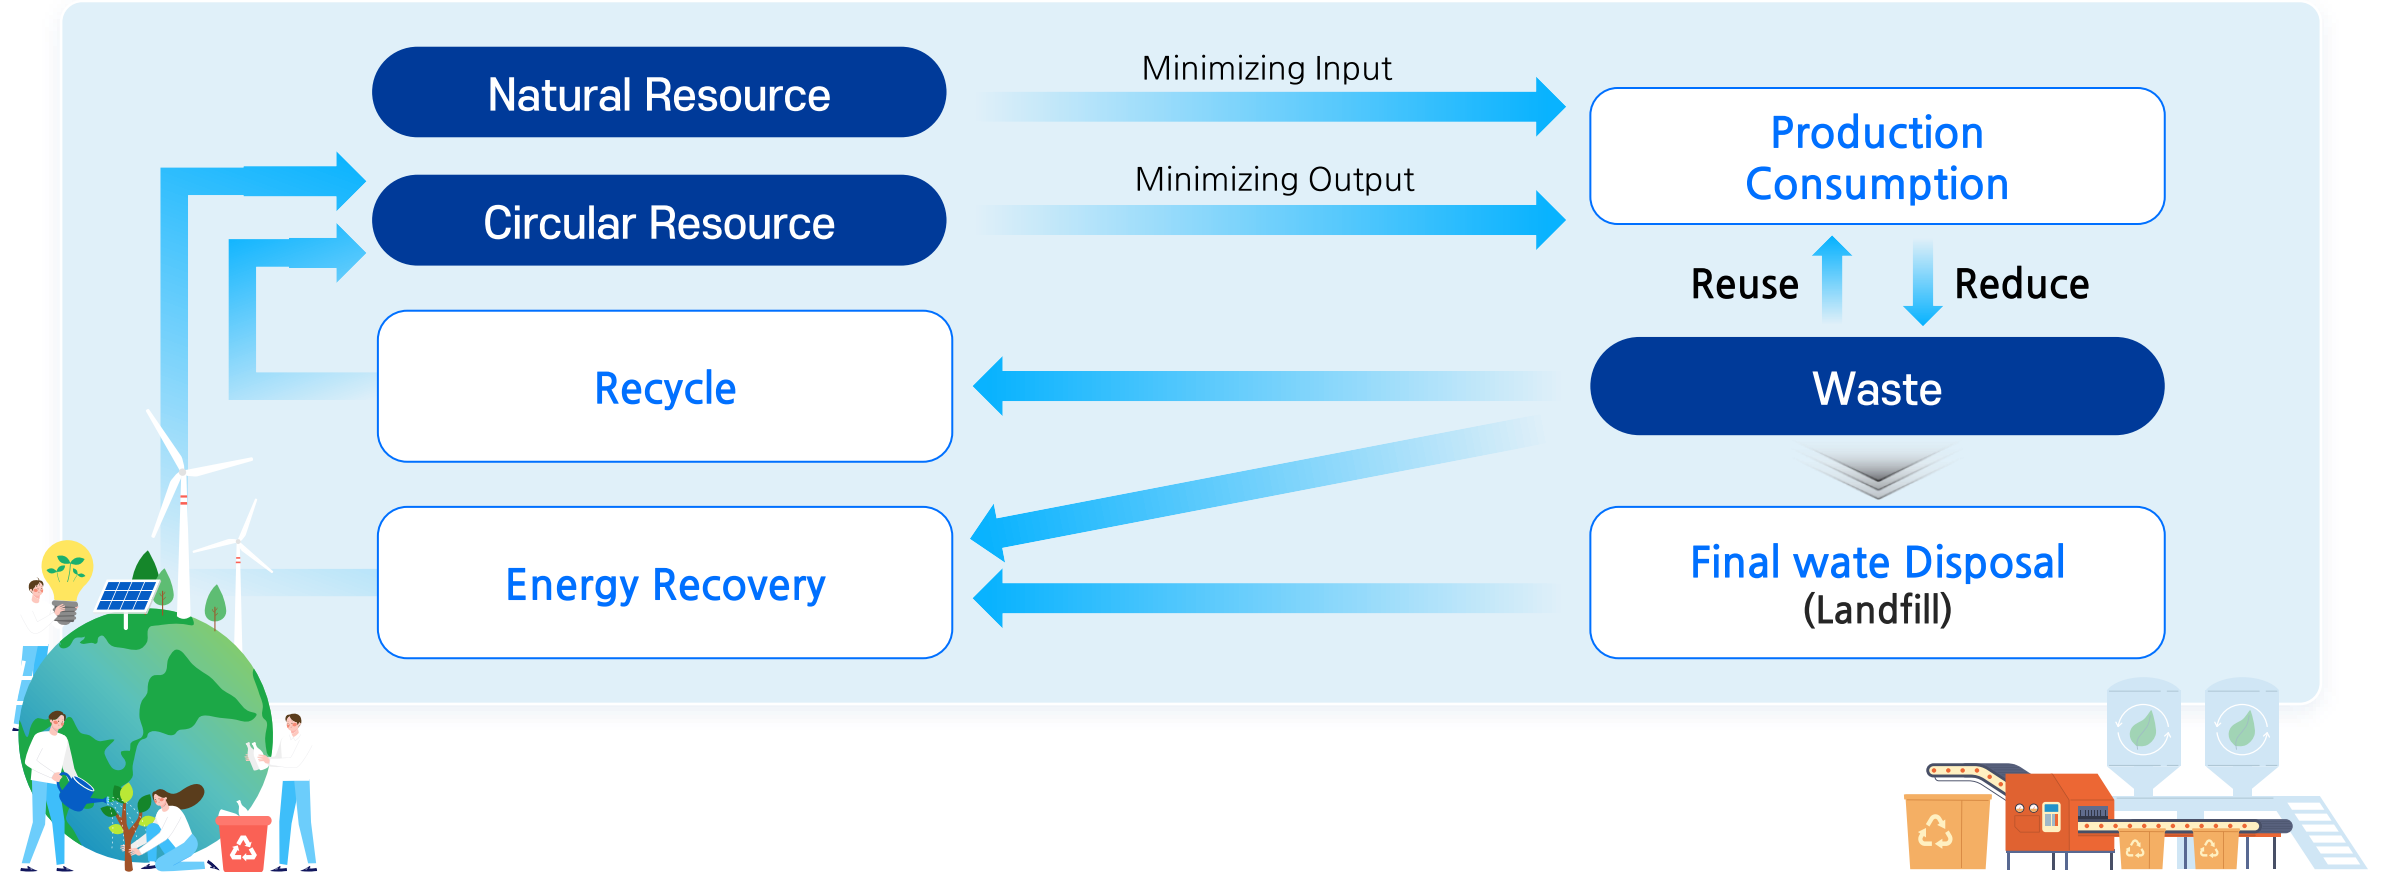 Natural Resource
Minimizing Input
Production
Consumption
Circular Resource
Minimizing Output
Reuse
Reduce
Recycle
Waste
Energy Recovery
Final wate Disposal
(Landfill)